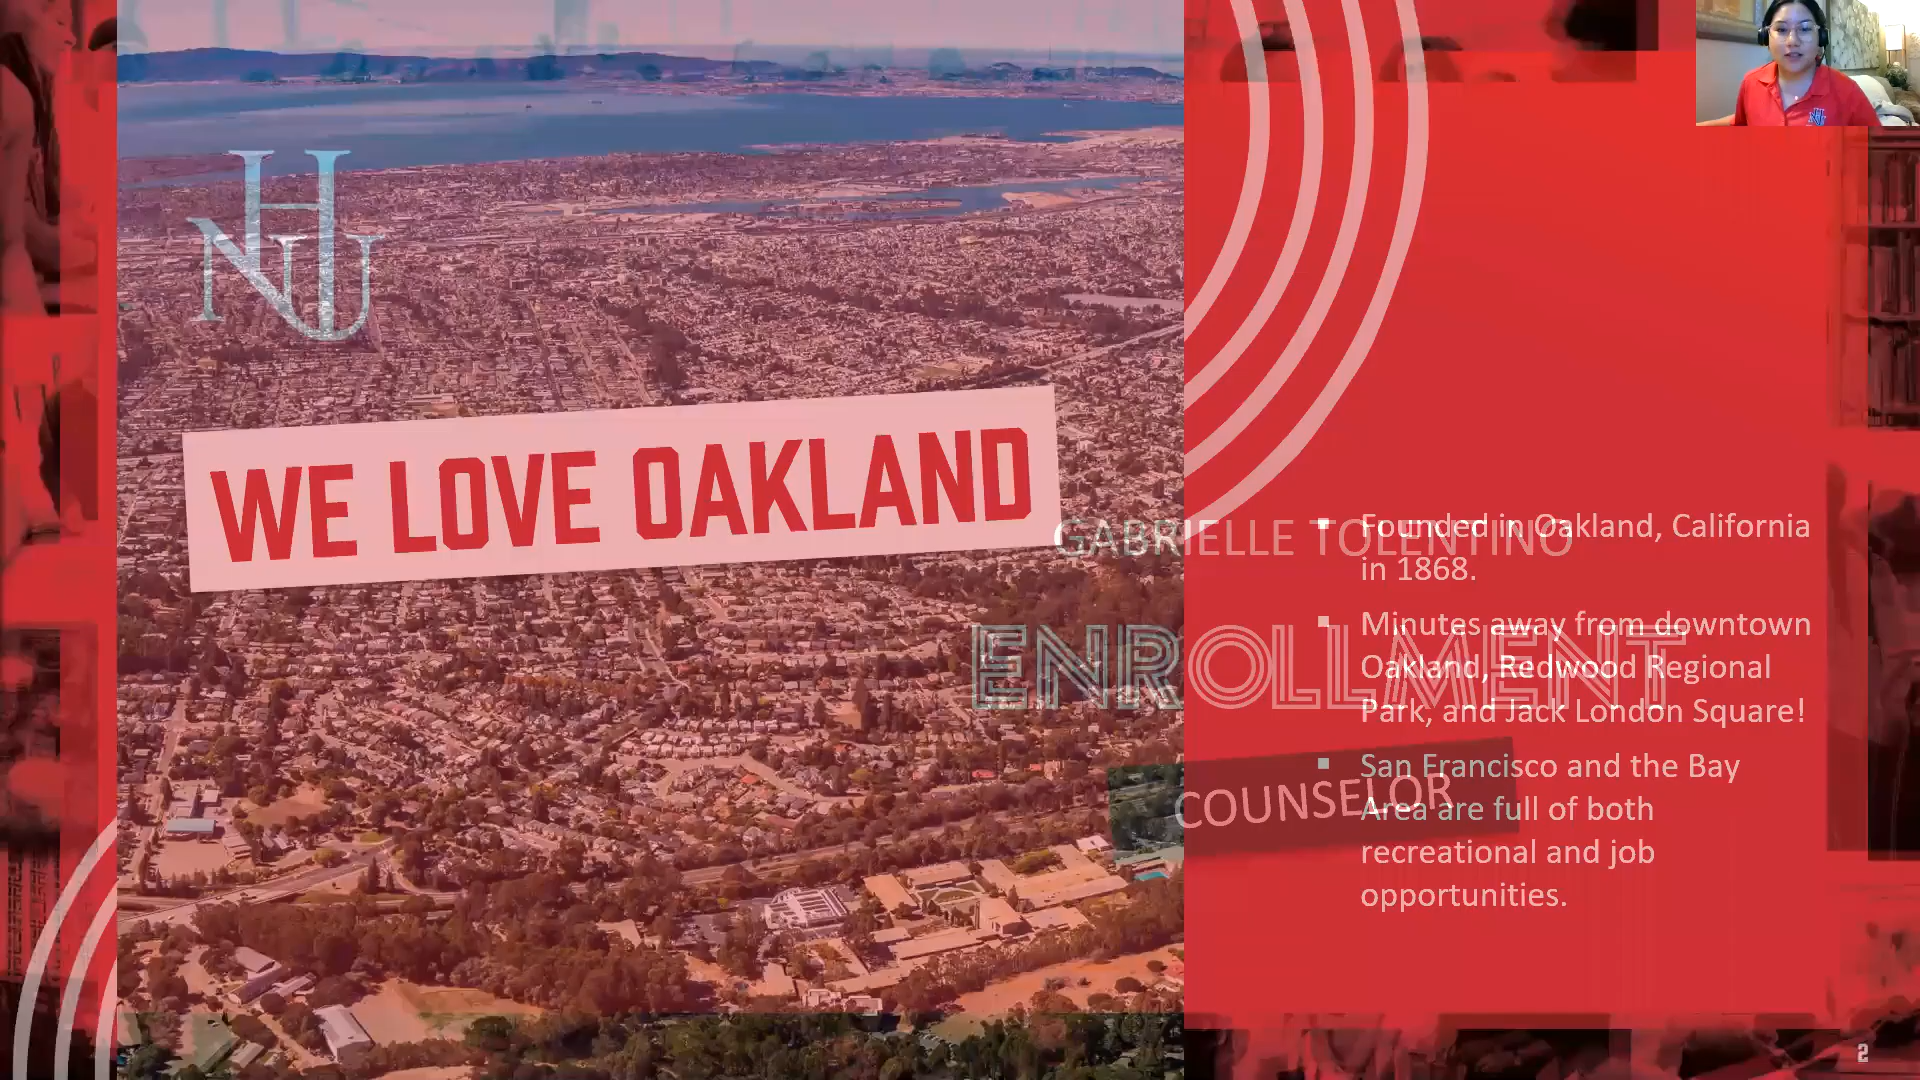 HNU
WE LOVE OAKLAND
GABRIELLE TOLENTINO
ENROLLMENT
COUNSELOR
▪ Founded in Oakland, California
in 1868.
▪ Minutes away from downtown
Oakland, Redwood Regional
Park, and Jack London Square!
▪ San Francisco and the Bay
Area are full of both
recreational and job
opportunities.
2